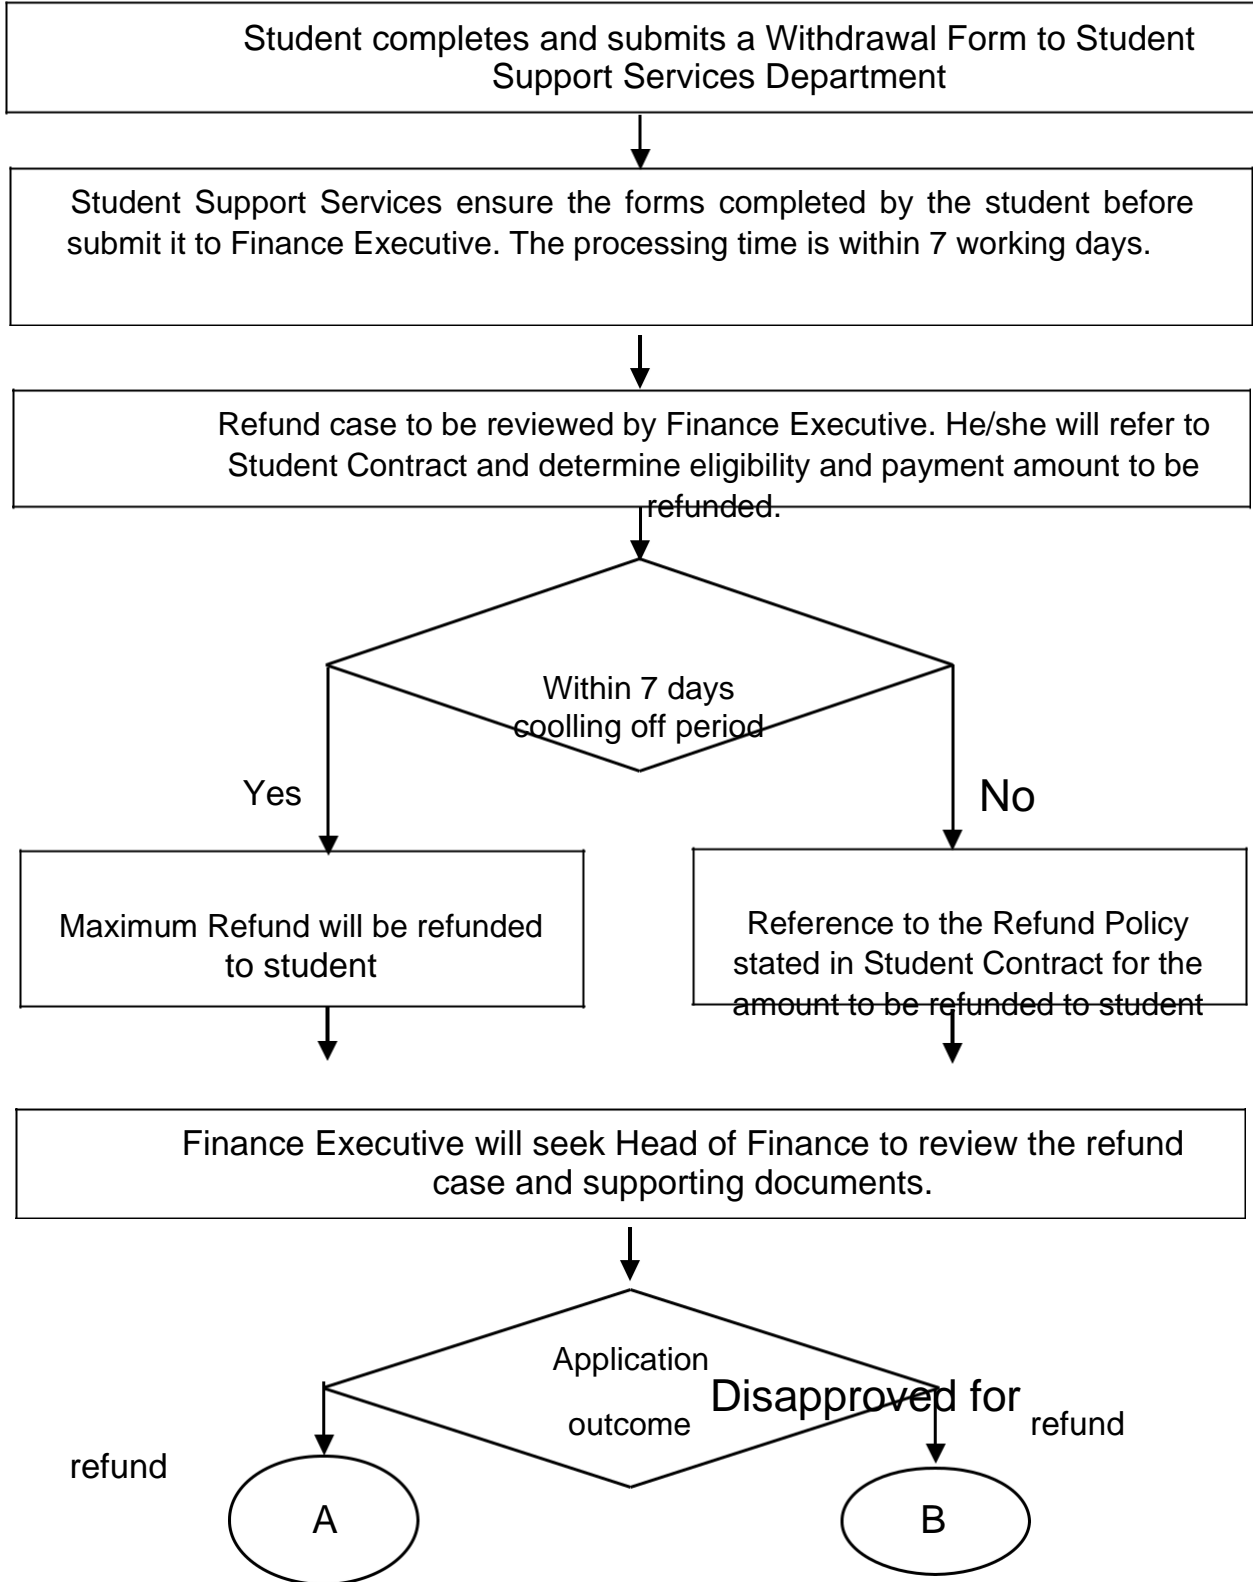 Student completes and submits a Withdrawal Form to Student
Support Services Department
Student Support Services ensure the forms completed by the student before
submit it to Finance Executive. The processing time is within 7 working days.
Refund case to be reviewed by Finance Executive. He/she will refer to
Student Contract and determine eligibility and payment amount to be
refunded.
Within 7 days
coolling off period
Yes
No
Maximum Refund will be refunded
to student
Reference to the Refund Policy
stated in Student Contract for the
amount to be refunded to student
Finance Executive will seek Head of Finance to review the refund
case and supporting documents.
Application
outcome
Disapproved for
refund
refund
A
B